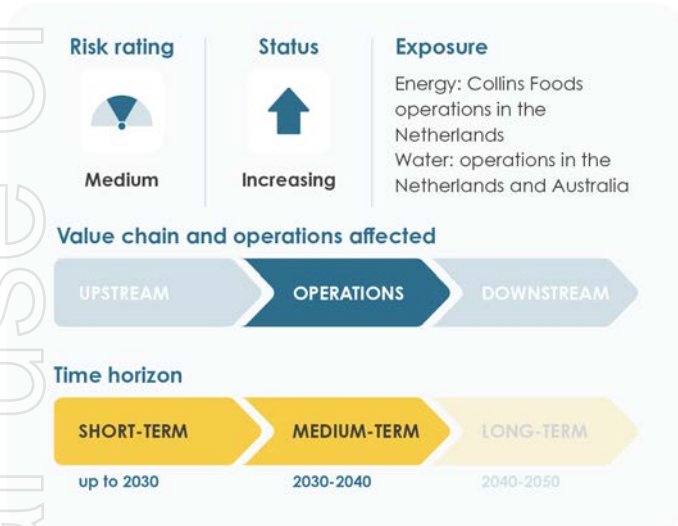 Risk rating
Status
Exposure
Medium
Increasing
Energy: Collins Foods
operations in the
Netherlands
Water: operations in the
Netherlands and Australia
Value chain and operations affected
UPSTREAM
OPERATIONS
DOWNSTREAM
Time horizon
SHORT-TERM
MEDIUM-TERM
LONG-TERM
up to 2030
2030-2040
2040-2050